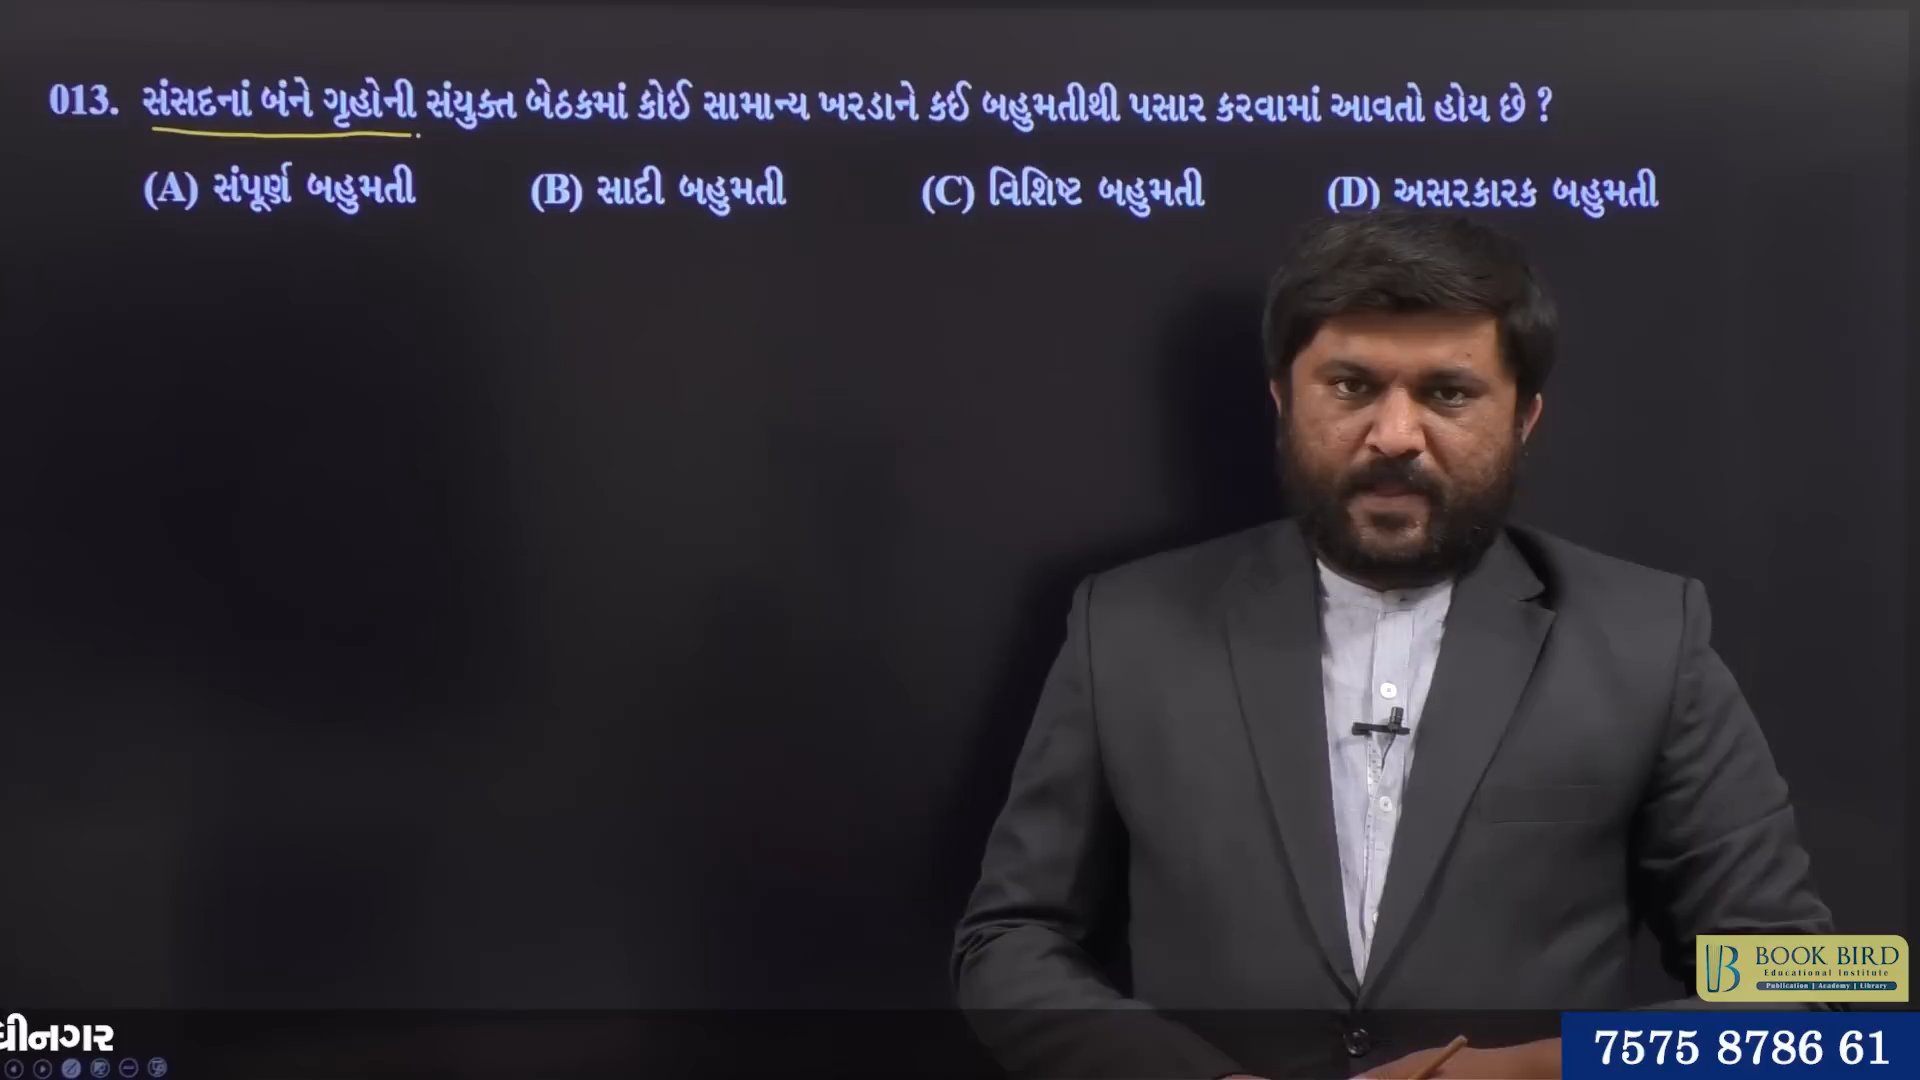 013. સંસદનાં બંને ગૃહોની સંયુક્ત બેઠકમાં કોઈ સામાન્ય ખરડાને કઈ બહુમતીથી પસાર કરવામાં આવતો હોય છે ?
(A) સંપૂર્ણ બહુમતી (B) સાદી બહુમતી (C) વિશિષ્ટ બહુમતી (D) અસરકારક બહુમતી
BOOK BIRD
Educational Institute
Publication | Academy | Library
ધીનગર
7575 8786 61